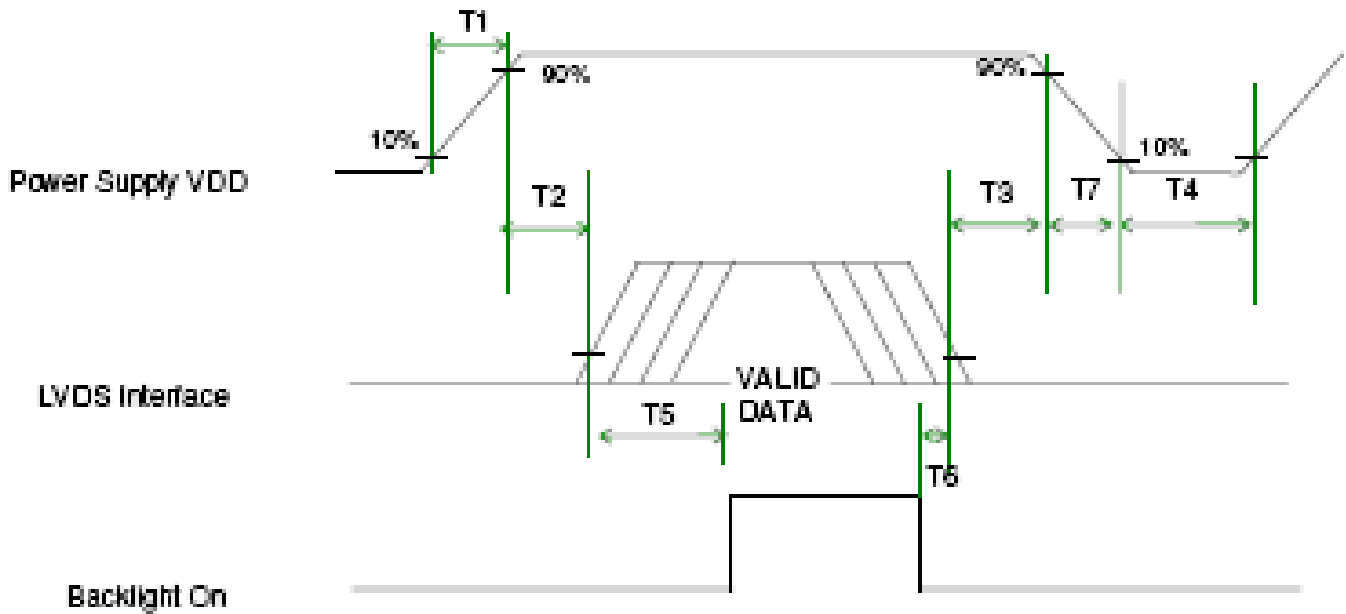 T1
90%
90%
10%
10%
Power Supply VDD
T2
T3
T7
T4
LVDS Interface
VALID
DATA
T5
T6
Backlight On